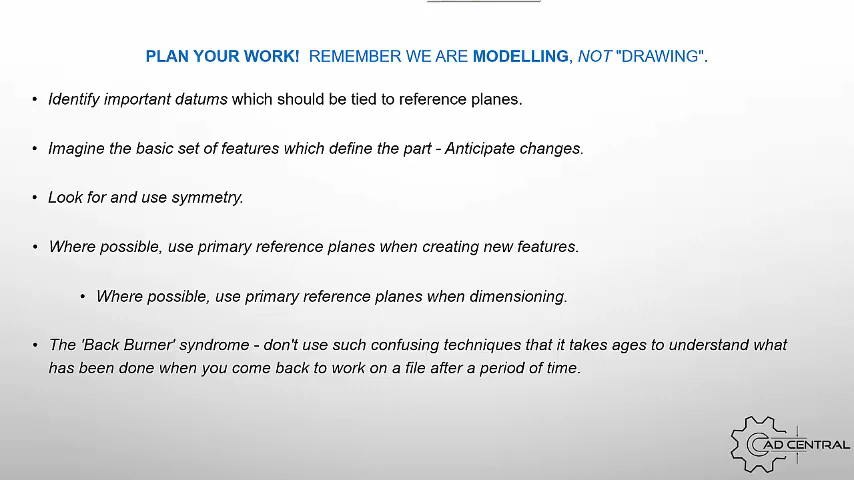 PLAN YOUR WORK! REMEMBER WE ARE MODELLING, NOT "DRAWING".
• Identify important datums which should be tied to reference planes.
• Imagine the basic set of features which define the part - Anticipate changes.
• Look for and use symmetry.
• Where possible, use primary reference planes when creating new features.
• Where possible, use primary reference planes when dimensioning.
• The 'Back Burner' syndrome - don't use such confusing techniques that it takes ages to understand what
has been done when you come back to work on a file after a period of time.
CAD CENTRAL